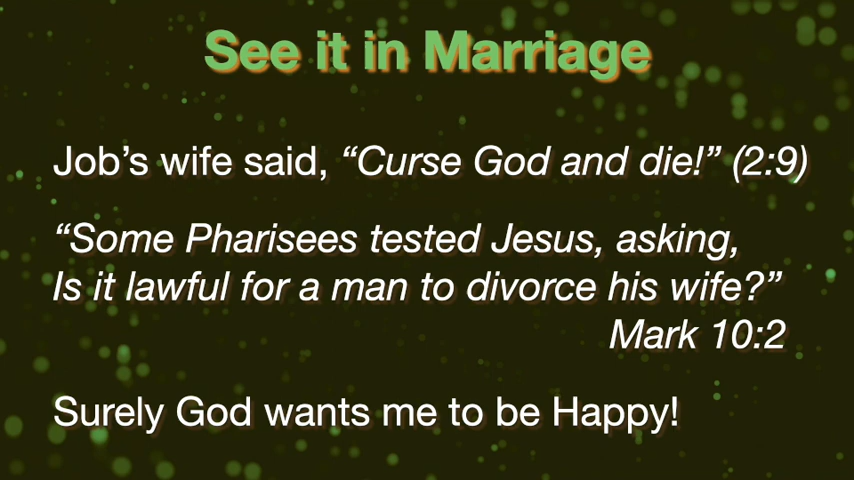 See it in Marriage
Job’s wife said, “Curse God and die!” (2:9)
“Some Pharisees tested Jesus, asking,
Is it lawful for a man to divorce his wife?”
Mark 10:2
Surely God wants me to be Happy!